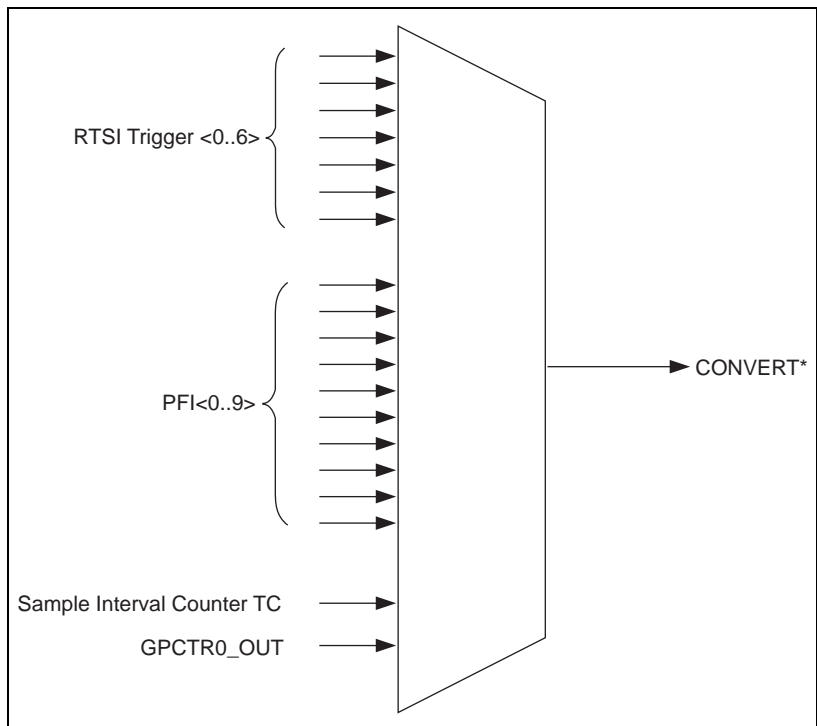 RTSI Trigger <0..6>
PFI<0..9>
CONVERT*
Sample Interval Counter TC
GPCTR0_OUT